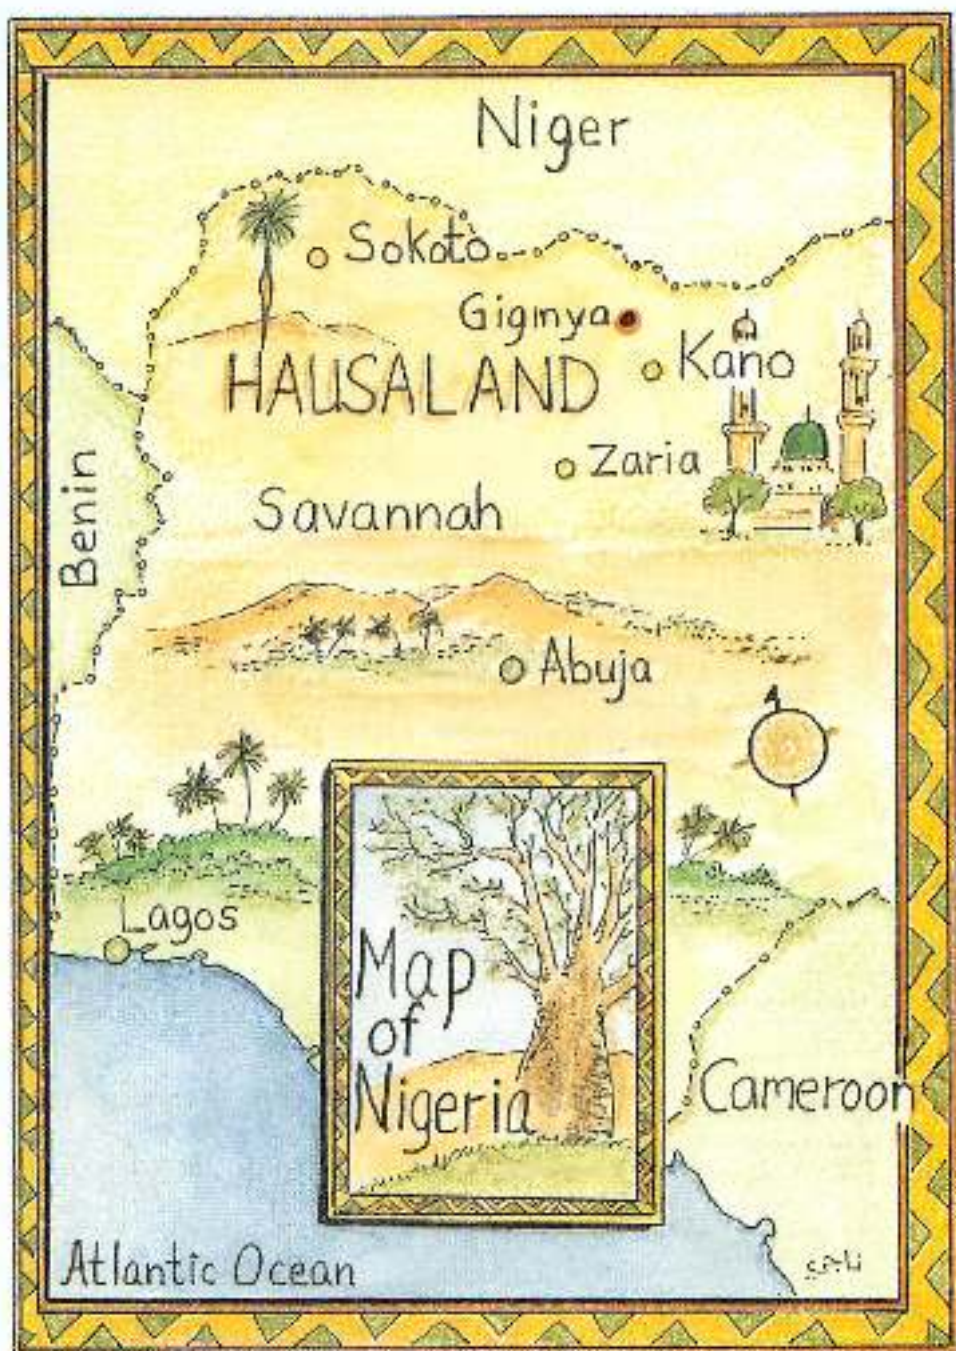 Niger
Sokoto
Giginya
Kano
HAUSALAND
Zaria
Benin
Savannah
Abuja
Lagos
Map
of
Nigeria
Cameroon
Atlantic Ocean